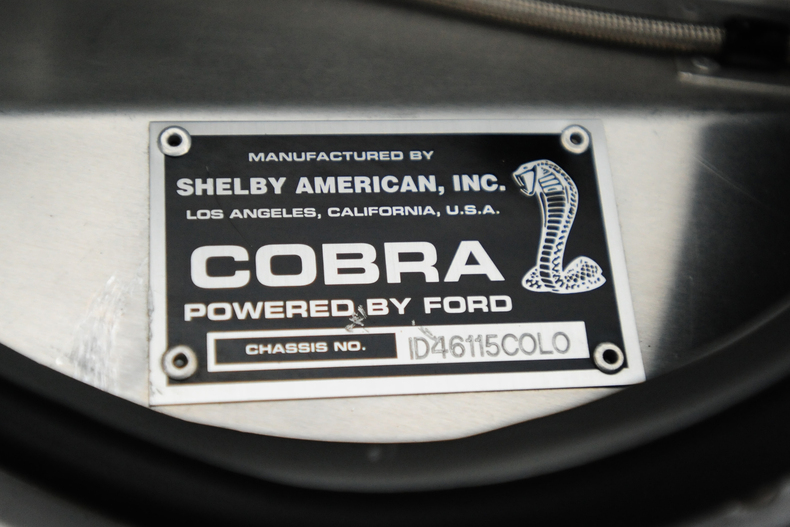 MANUFACTURED BY
SHELBY AMERICAN, INC.
LOS ANGELES, CALIFORNIA, U.S.A.
COBRA
POWERED BY FORD
CHASSIS NO. ID46115COLO